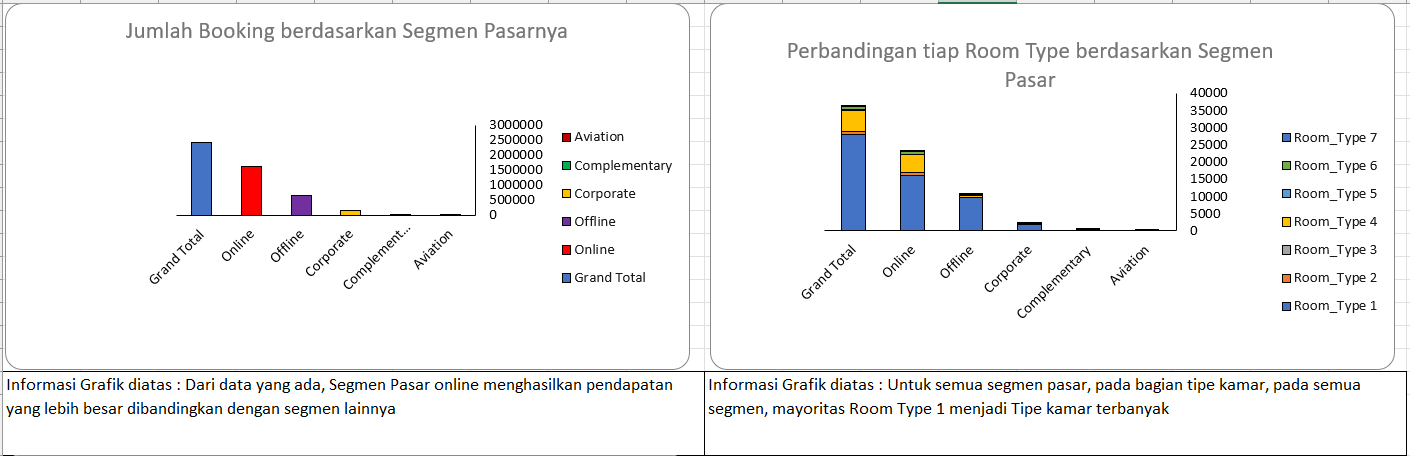 Jumlah Booking berdasarkan Segmen Pasarnya
3000000
2500000
2000000
1500000
1000000
500000
0
Grand Total
Online
Offline
Corporate
Complement...
Aviation
Aviation
Complementary
Corporate
Offline
Online
Grand Total
Informasi Grafik diatas : Dari data yang ada, Segmen Pasar online menghasilkan pendapatan
yang lebih besar dibandingkan dengan segmen lainnya
Perbandingan tiap Room Type berdasarkan Segmen
Pasar
40000
35000
30000
25000
20000
15000
10000
5000
0
Grand Total
Online
Offline
Corporate
Complementary
Aviation
Room_Type 7
Room_Type 6
Room_Type 5
Room_Type 4
Room_Type 3
Room_Type 2
Room_Type 1
Informasi Grafik diatas : Untuk semua segmen pasar, pada bagian tipe kamar, pada semua
segmen, mayoritas Room Type 1 menjadi Tipe kamar terbanyak